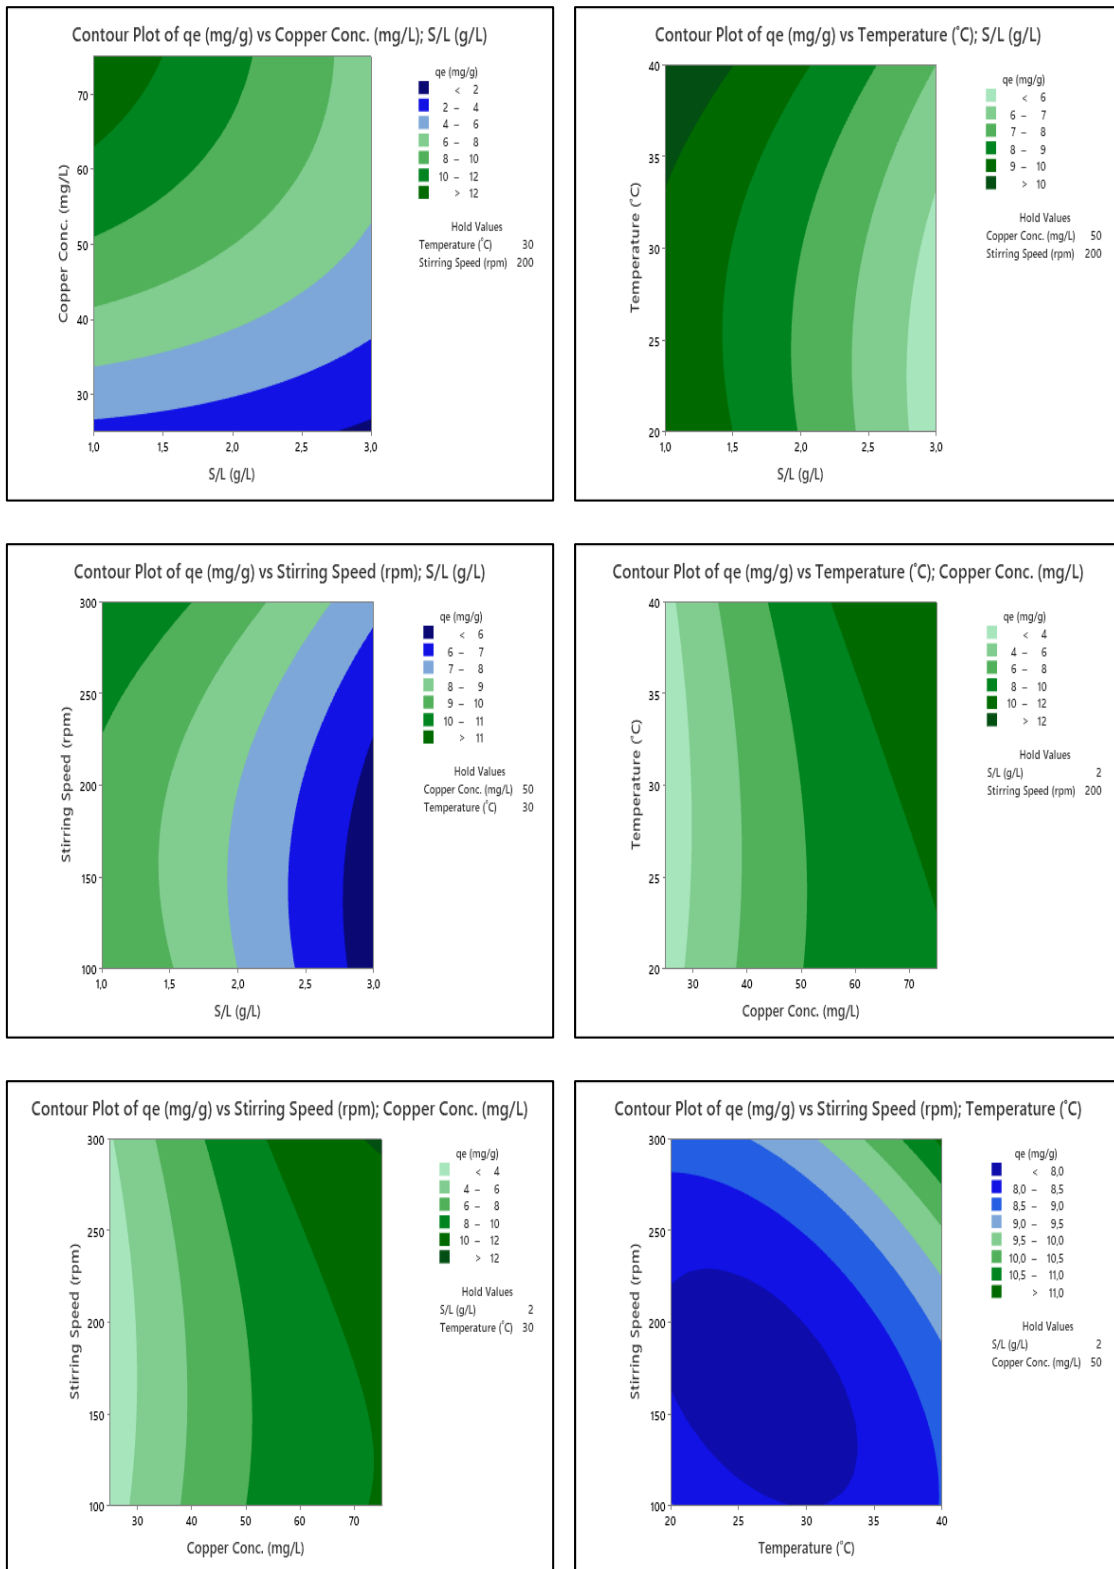 Contour Plot of qe (mg/g) vs Copper Conc. (mg/L); S/L (g/L)
qe (mg/g)
< 2
2 – 4
4 – 6
6 – 8
8 – 10
10 – 12
> 12
Hold Values
Temperature (°C) 30
Stirring Speed (rpm) 200
Copper Conc. (mg/L)
70
60
50
40
30
1,0 1,5 2,0 2,5 3,0
S/L (g/L)
Contour Plot of qe (mg/g) vs Temperature (°C); S/L (g/L)
qe (mg/g)
< 6
6 – 7
7 – 8
8 – 9
9 – 10
> 10
Hold Values
Copper Conc. (mg/L) 50
Stirring Speed (rpm) 200
Temperature (°C)
40
35
30
25
20
1,0 1,5 2,0 2,5 3,0
S/L (g/L)
Contour Plot of qe (mg/g) vs Stirring Speed (rpm); S/L (g/L)
qe (mg/g)
< 6
6 – 7
7 – 8
8 – 9
9 – 10
10 – 11
> 11
Hold Values
Copper Conc. (mg/L) 50
Temperature (°C) 30
Stirring Speed (rpm)
300
250
200
150
100
1,0 1,5 2,0 2,5 3,0
S/L (g/L)
Contour Plot of qe (mg/g) vs Temperature (°C); Copper Conc. (mg/L)
qe (mg/g)
< 4
4 – 6
6 – 8
8 – 10
10 – 12
> 12
Hold Values
S/L (g/L) 2
Stirring Speed (rpm) 200
Temperature (°C)
40
35
30
25
20
30 40 50 60 70
Copper Conc. (mg/L)
Contour Plot of qe (mg/g) vs Stirring Speed (rpm); Copper Conc. (mg/L)
qe (mg/g)
< 4
4 – 6
6 – 8
8 – 10
10 – 12
> 12
Hold Values
S/L (g/L) 2
Temperature (°C) 30
Stirring Speed (rpm)
300
250
200
150
100
30 40 50 60 70
Copper Conc. (mg/L)
Contour Plot of qe (mg/g) vs Stirring Speed (rpm); Temperature (°C)
qe (mg/g)
< 8,0
8,0 – 8,5
8,5 – 9,0
9,0 – 9,5
9,5 – 10,0
10,0 – 10,5
10,5 – 11,0
> 11,0
Hold Values
S/L (g/L) 2
Copper Conc. (mg/L) 50
Stirring Speed (rpm)
300
250
200
150
100
20 25 30 35 40
Temperature (°C)